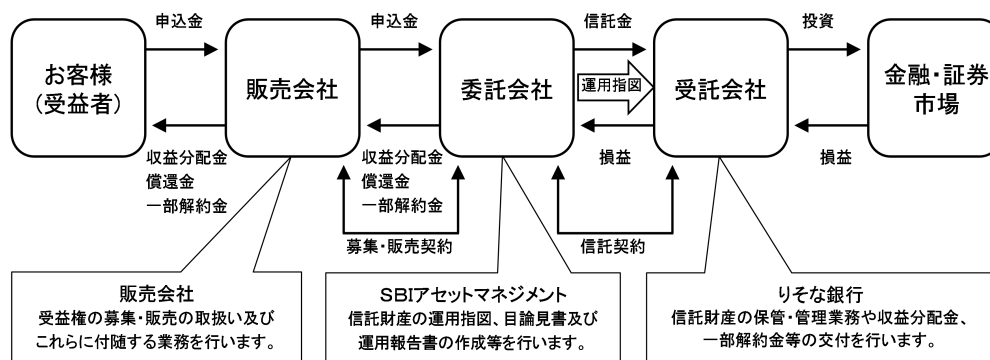 申込金
申込金
信託金
投資
お客様
(受益者)
販売会社
委託会社
運用指図
受託会社
金融・証券
市場
収益分配金
償還金
一部解約金
収益分配金
償還金
一部解約金
損益
損益
募集・販売契約
信託契約
販売会社
受益権の募集・販売の取扱い及び
これらに付随する業務を行います。
SBIアセットマネジメント
信託財産の運用指図、目論見書及び
運用報告書の作成等を行います。
りそな銀行
信託財産の保管・管理業務や収益分配金、
一部解約金等の交付を行います。